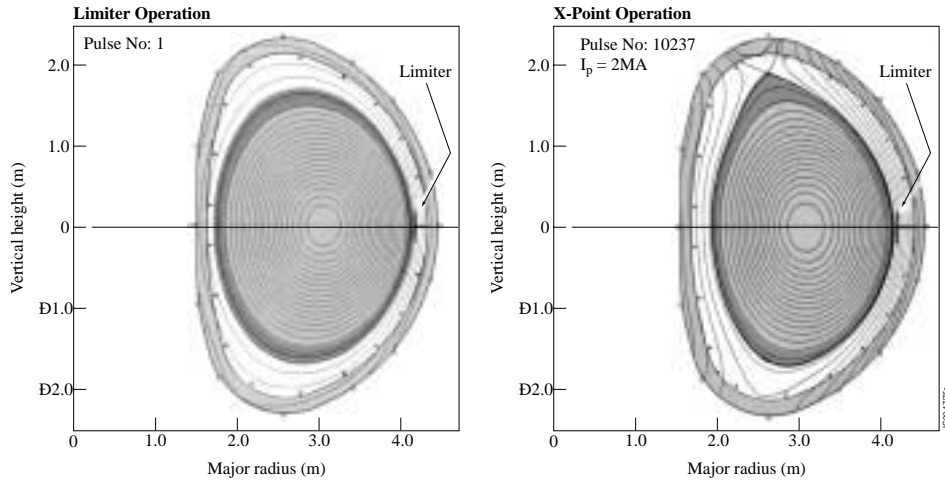 Limiter Operation
Pulse No: 1
Limiter
2.0
1.0
0
Ð1.0
Ð2.0
Vertical height (m)
0 1.0 2.0 3.0 4.0
Major radius (m)
X-Point Operation
Pulse No: 10237
Ip = 2MA
Limiter
2.0
1.0
0
Ð1.0
Ð2.0
Vertical height (m)
0 1.0 2.0 3.0 4.0
Major radius (m)